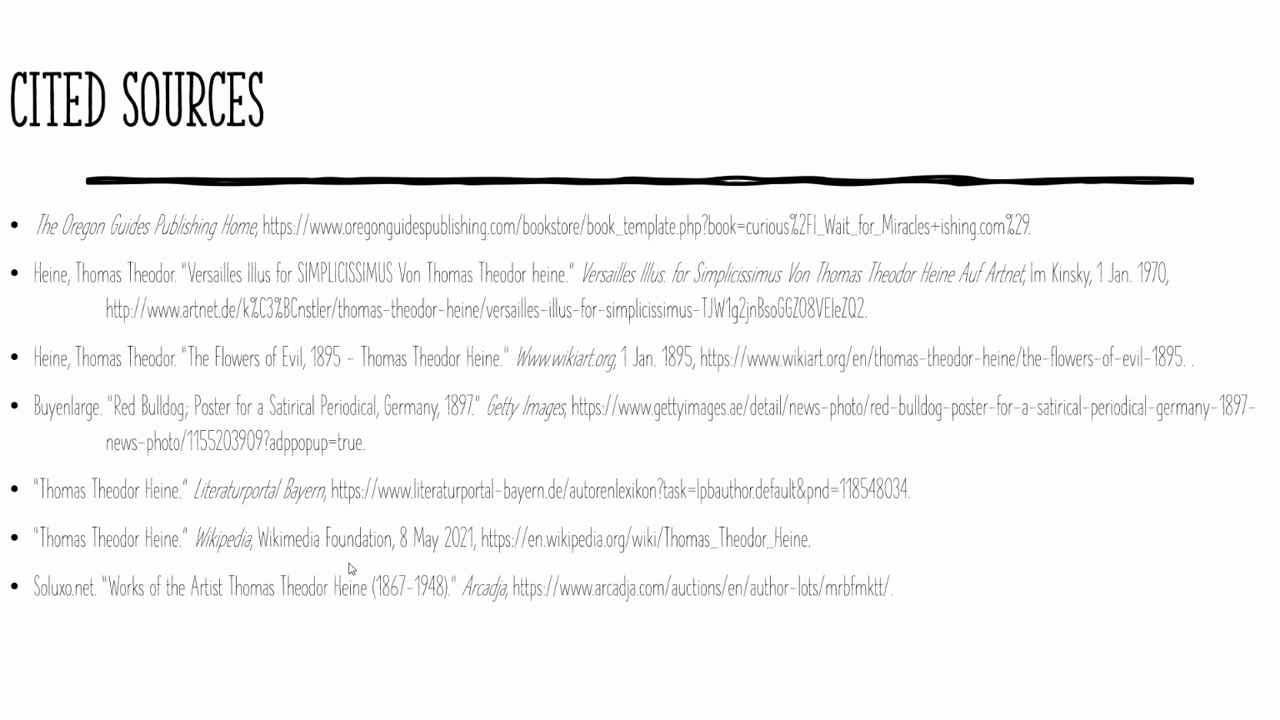 CITED SOURCES
• The Oregon Guides Publishing Home, https://www.oregonguidespublishing.com/bookstore/book_template.php?book=curious%2FI_Wait_for_Miracles+ishing.com%29.
• Heine, Thomas Theodor. "Versailles Illus for SIMPLICISSIMUS Von Thomas Theodor heine." Versailles Illus. for Simplicissimus Von Thomas Theodor Heine Auf Artnet, Im Kinsky, 1 Jan. 1970,
http://www.artnet.de/k%C3%BCnstler/thomas-theodor-heine/versailles-illus-for-simplicissimus-TJW1g2jnBsoGGZO8VEleZQ2.
• Heine, Thomas Theodor. "The Flowers of Evil, 1895 - Thomas Theodor Heine." Www.wikiart.org, 1 Jan. 1895, https://www.wikiart.org/en/thomas-theodor-heine/the-flowers-of-evil-1895. .
• Buyenlarge. "Red Bulldog; Poster for a Satirical Periodical, Germany, 1897." Getty Images, https://www.gettyimages.ae/detail/news-photo/red-bulldog-poster-for-a-satirical-periodical-germany-1897-
news-photo/1155203909?adppopup=true.
• "Thomas Theodor Heine." Literaturportal Bayern, https://www.literaturportal-bayern.de/autorenlexikon?task=lpbauthor.default&pnd=118548034.
• "Thomas Theodor Heine." Wikipedia, Wikimedia Foundation, 8 May 2021, https://en.wikipedia.org/wiki/Thomas_Theodor_Heine.
• Soluxo.net. "Works of the Artist Thomas Theodor Heine (1867-1948)." Arcadja, https://www.arcadja.com/auctions/en/author-lots/mrbfmktt/.